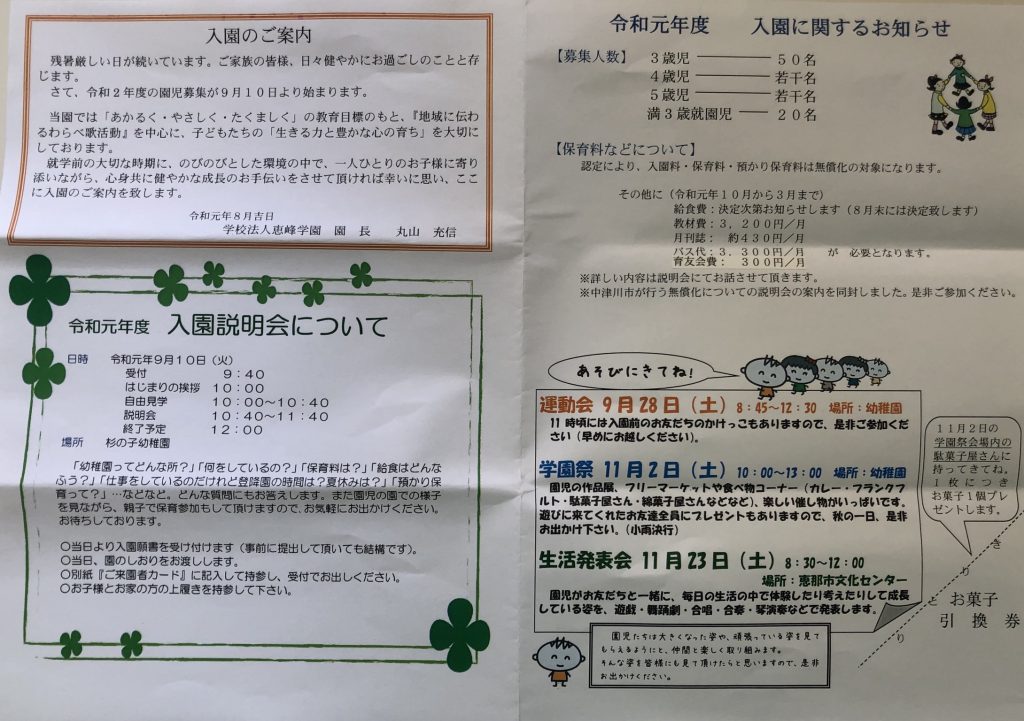 入園のご案内
残暑厳しい日が続いています。ご家族の皆様、日々健やかにお過ごしのことと存
じます。
さて、令和２年度の園児募集が９月１０日より始まります。
当園では「あかるく・やさしく・たくましく」の教育目標のもと、『地域に伝わ
るわらべ歌活動』を中心に、子どもたちの「生きる力と豊かな心の育ち」を大切に
しております。
就学前の大切な時期に、のびのびとした環境の中で、一人ひとりのお子様に寄り
添いながら、心身共に健やかな成長のお手伝いをさせて頂ければ幸いに思い、ここ
に入園のご案内を致します。
令和元年８月吉日
学校法人恵峰学園 園 長 丸山 充信
令和元年度 入園説明会について
日時 令和元年９月１０日（火）
受付 ９：４０
はじまりの挨拶 １０：００
自由見学 １０：００～１０：４０
説明会 １０：４０～１１：４０
終了予定 １２：００
場所 杉の子幼稚園
「幼稚園ってどんな所？」「何をしているの？」「保育料は？」「給食はどんなふ
う？」「仕事をしているのだけれど登降園の時間は？夏休みは？」「預かり保
育って？」…などなど。どんな質問にもお答えします。また園児の園での様子
を見ながら、親子で保育参加もして頂けますので、お気軽にお出かけください。
お待ちしております。
○当日より入園願書を受け付けます（事前に提出して頂いても結構です）。
○当日、園のしおりをお渡しします。
○別紙『ご来園者カード』に記入して持参し、受付でお出しください。
○お子様とお家の方の上履きを持参して下さい。
令和元年度 入園に関するお知らせ
【募集人数】 ３歳児 ――― ５０名
４歳児 ――― 若干名
５歳児 ――― 若干名
満３歳就園児 ― ２０名
【保育料などについて】
認定により、入園料・保育料・預かり保育料は無償化の対象になります。
その他に（令和元年１０月から３月まで）
給食費：決定次第お知らせします（８月末には決定致します）
教材費：３，２００円／月
月刊誌： 約４３０円／月
バス代：３．３００円／月 が 必要となります。
育友会費： ３００円／月
※詳しい内容は説明会にてお話させて頂きます。
※中津川市が行う無償化についての説明会の案内を同封しました。是非ご参加ください。
あそびにきてね！
運動会 ９月２８日（土） ８：４５～１２：３０ 場所：幼稚園
１１時頃には入園前のお友だちのかけっこもありますので、是非ご参加くだ
さい（早めにお越しください）。
学園祭 １１月２日（土） １０：００～１３：００ 場所：幼稚園
園児の作品展、フリーマーケットや食べ物コーナー（カレー・フランクフ
ルト・駄菓子屋さん・綿菓子屋さんなどなど）、楽しい催し物がいっぱいです。
遊びに来てくれたお友達全員にプレゼントもありますので、秋の一日、是非
お出かけ下さい。（小雨決行）
生活発表会 １１月２３日（土） ８：３０～１２：００
場所：恵那市文化センター
園児がお友だちと一緒に、毎日の生活の中で体験したり考えたりして成長
している姿を、遊戯・舞踊劇・合唱・合奏・琴演奏などで発表します。
園児たちは大きくなった姿や、頑張っている姿を見て
もらえるようにと、仲間と楽しく取り組みます。
そんな姿を皆様にも見て頂けたらと思いますので、是非
お出かけください。
１１月２日の
学園祭会場内の
駄菓子屋さんに
持ってきてね。
１枚につき
お菓子１個プレ
ゼントします。
きりとり
お菓子
引換券